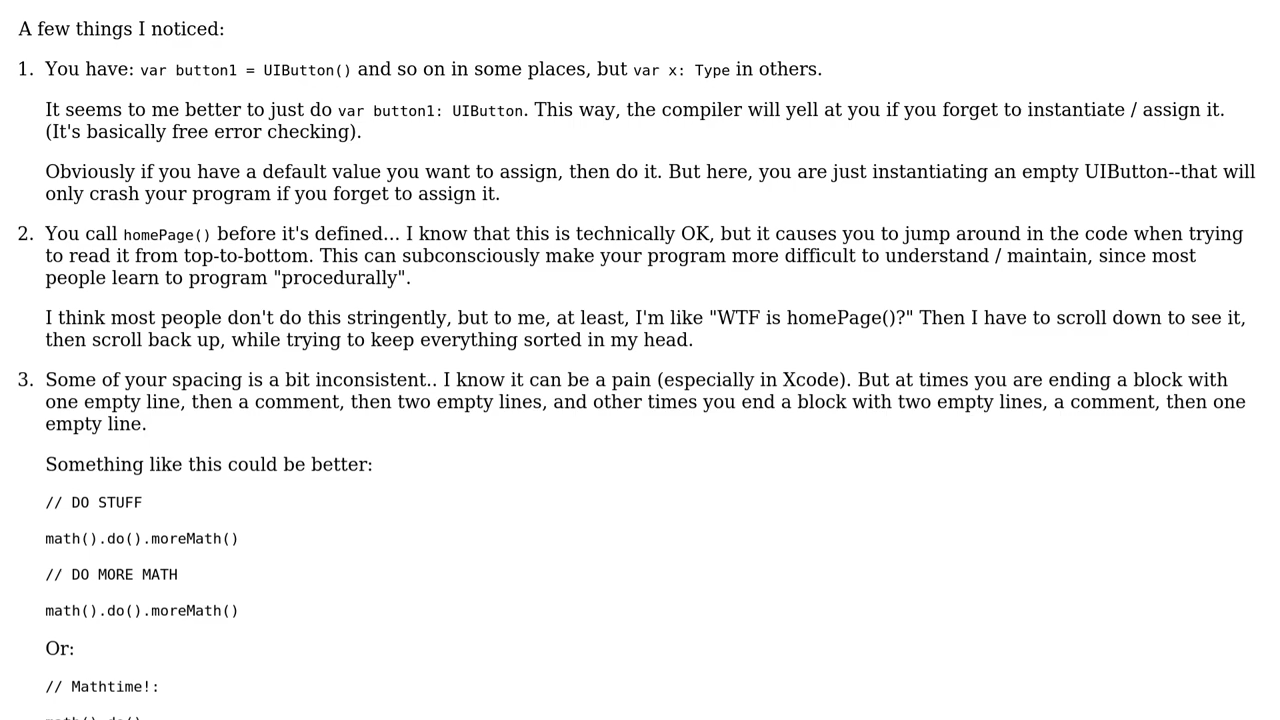 A few things I noticed:
1. You have: var button1 = UIButton() and so on in some places, but var x: Type in others.
It seems to me better to just do var button1: UIButton. This way, the compiler will yell at you if you forget to instantiate / assign it.
(It's basically free error checking).
Obviously if you have a default value you want to assign, then do it. But here, you are just instantiating an empty UIButton--that will
only crash your program if you forget to assign it.
2. You call homePage() before it's defined... I know that this is technically OK, but it causes you to jump around in the code when trying
to read it from top-to-bottom. This can subconsciously make your program more difficult to understand / maintain, since most
people learn to program "procedurally".
I think most people don't do this stringently, but to me, at least, I'm like "WTF is homePage()?" Then I have to scroll down to see it,
then scroll back up, while trying to keep everything sorted in my head.
3. Some of your spacing is a bit inconsistent.. I know it can be a pain (especially in Xcode). But at times you are ending a block with
one empty line, then a comment, then two empty lines, and other times you end a block with two empty lines, a comment, then one
empty line.
Something like this could be better:
// DO STUFF
math().do().moreMath()
// DO MORE MATH
math().do().moreMath()
Or:
// Mathtime!: